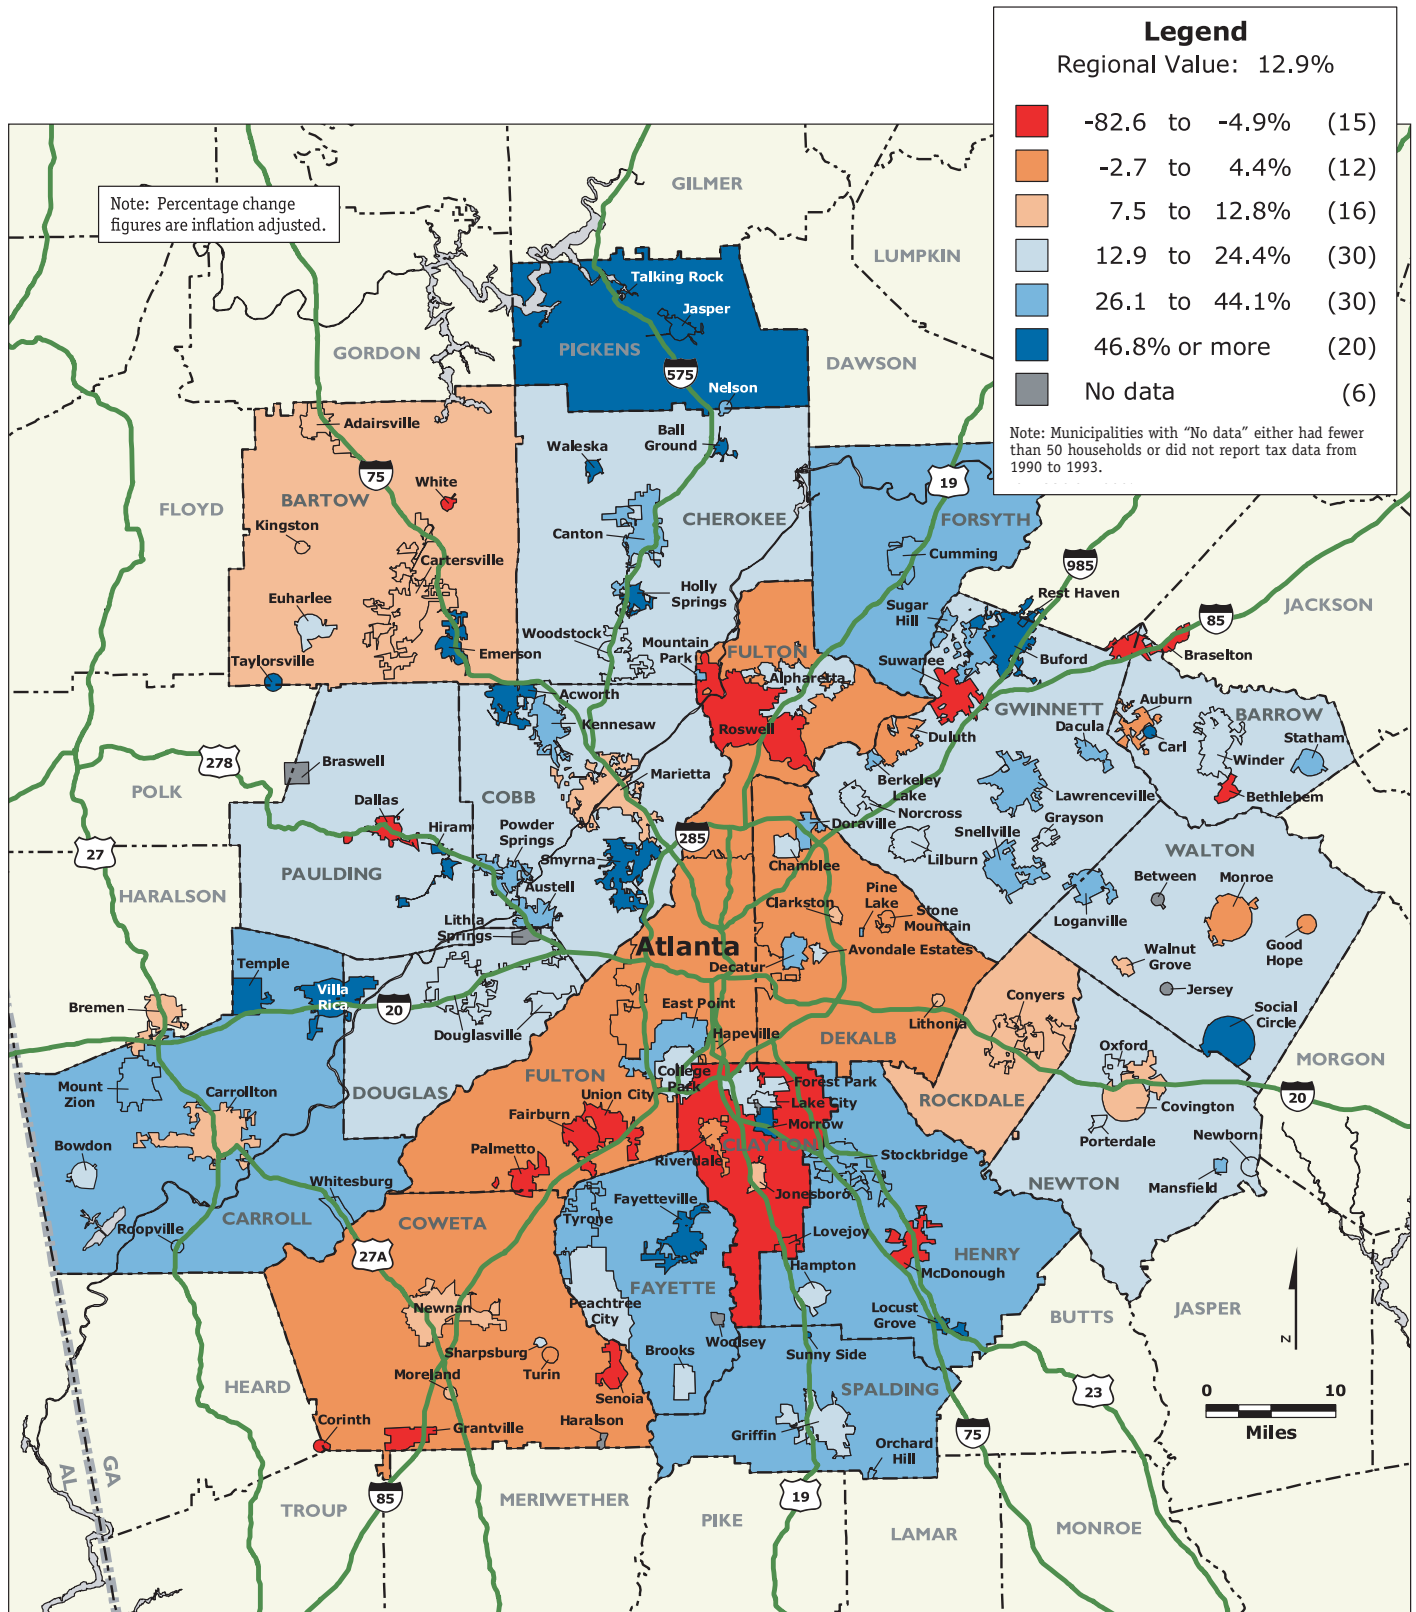 Legend
Regional Value: 12.9%
-82.6 to -4.9% (15)
-2.7 to 4.4% (12)
7.5 to 12.8% (16)
12.9 to 24.4% (30)
26.1 to 44.1% (30)
46.8% or more (20)
No data (6)
Note: Municipalities with “No data” either had fewer
than 50 households or did not report tax data from
1990 to 1993.
Note: Percentage change
figures are inflation adjusted.
GILMER
LUMPKIN
Talking Rock
Jasper
PICKENS
GORDON
DAWSON
575
Nelson
Adairsville
Ball
Ground
Waleska
75
19
White
BARTOW
FLOYD
CHEROKEE
FORSYTH
Kingston
Canton
Cumming
Cartersville
985
Holly
Springs
Rest Haven
Euharlee
Sugar
Hill
JACKSON
85
Woodstock
Mountain
Park
FULTON
Emerson
Suwanee
Buford
Braselton
Taylorsville
Alpharetta
Acworth
Auburn
GWINNETT
BARROW
Kennesaw
Roswell
Duluth
Dacula
Carl
Statham
278
Braswell
Marietta
Berkeley
Lake
Winder
POLK
COBB
Dallas
Lawrenceville
Bethlehem
Norcross
Hiram
Powder
Springs
285
Doraville
Grayson
Snellville
27
Smyrna
Chamblee
Lilburn
WALTON
PAULDING
Between
Monroe
HARALSON
Austell
Pine
Lake
Clarkston
Stone
Mountain
Loganville
Lithia
Springs
Atlanta
Avondale Estates
Good
Hope
Walnut
Grove
Temple
Decatur
Villa
Rica
Jersey
Conyers
Bremen
20
East Point
Lithonia
Social
Circle
Douglasville
Hapeville
DEKALB
Oxford
MORGON
Mount
Zion
College
Park
FULTON
DOUGLAS
Carrollton
Union City
Forest Park
ROCKDALE
20
Lake City
Covington
Fairburn
Morrow
Porterdale
Newborn
Bowdon
Palmetto
CLAYTON
Riverdale
Stockbridge
NEWTON
Mansfield
Whitesburg
Jonesboro
Fayetteville
Roopville
CARROLL
COWETA
Tyrone
Lovejoy
27A
HENRY
Hampton
McDonough
FAYETTE
Newnan
Peachtree
City
Locust
Grove
BUTTS
JASPER
Woolsey
Sharpsburg
Sunny Side
Z
Brooks
Moreland
Turin
HEARD
SPALDING
23
Senoia
0 10
Miles
Corinth
Grantville
Haralson
Griffin
75
Orchard
Hill
GA
AL
85
19
TROUP
MERIWETHER
PIKE
LAMAR
MONROE